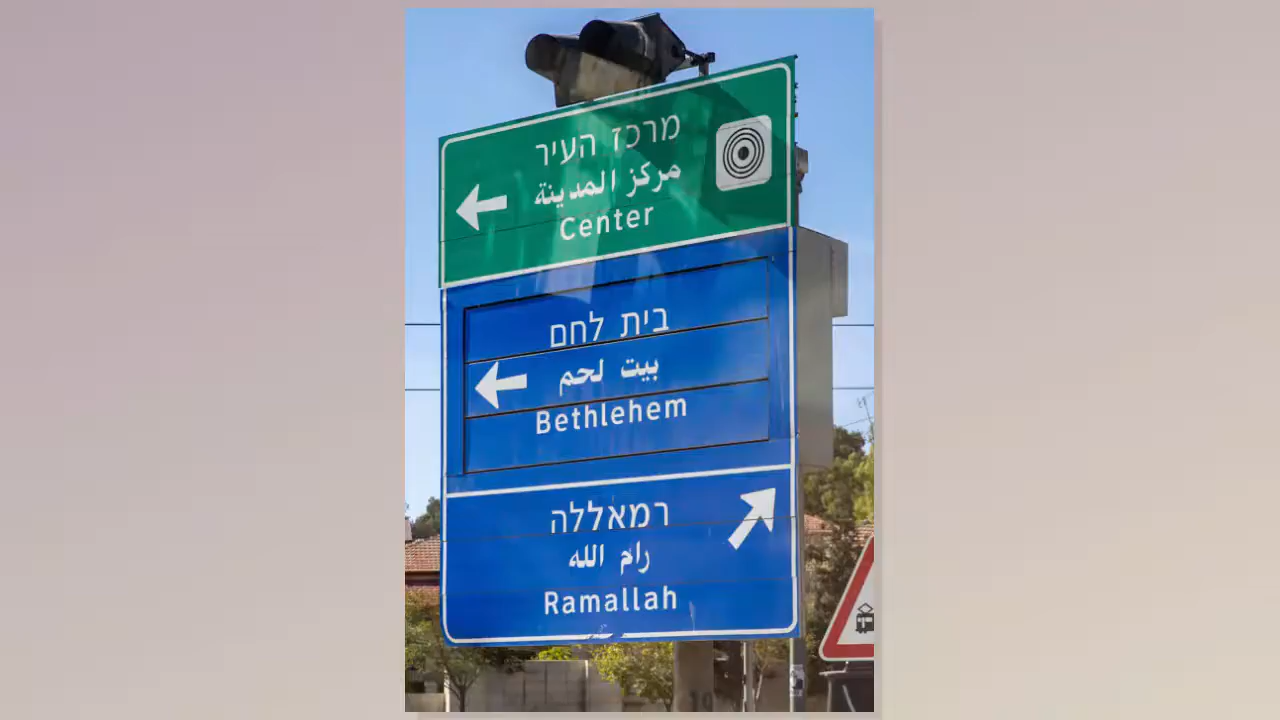 מרכז העיר
مركز المدينة
Center
בית לחם
بيت لحم
Bethlehem
רמאללה
رام الله
Ramallah